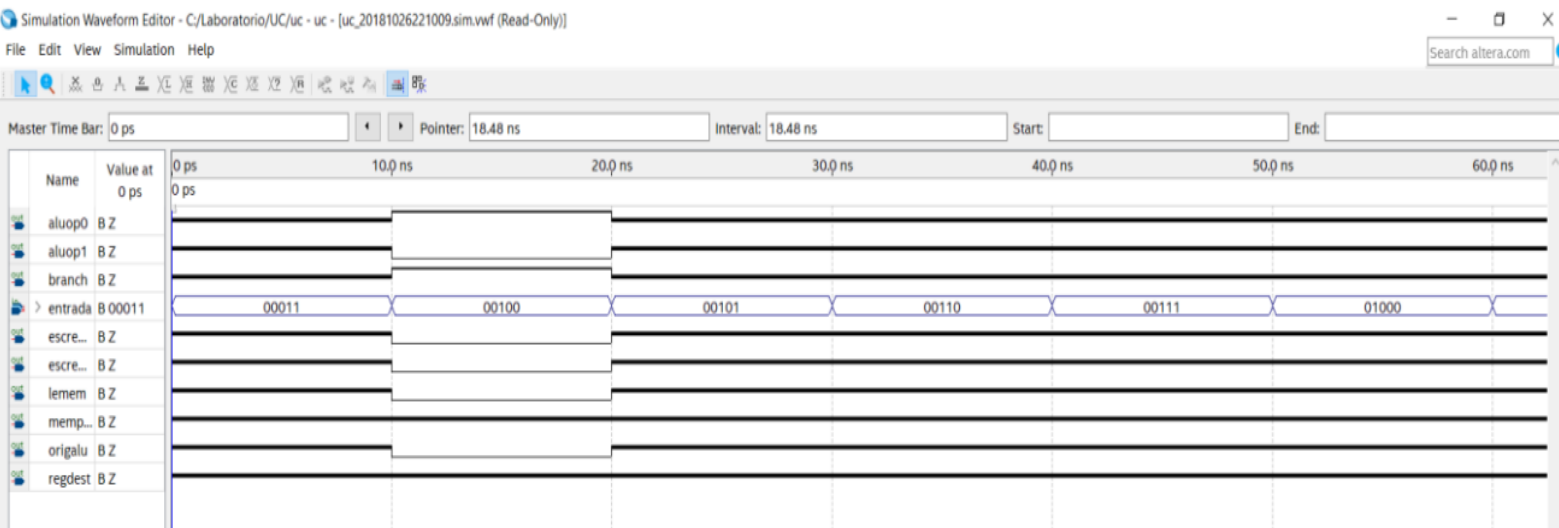 Simulation Waveform Editor - C:/Laboratorio/UC/uc - uc - [uc_20181026221009.sim.vwf (Read-Only)]
File Edit View Simulation Help
Search altera.com
Master Time Bar: 0 ps Pointer: 18.48 ns Interval: 18.48 ns Start: End:
Name Value at 0 ps
0 ps 10.0 ns 20.0 ns 30.0 ns 40.0 ns 50.0 ns 60.0 ns
0 ps
aluop0 B Z
aluop1 B Z
branch B Z
entrada B 00011 00011 00100 00101 00110 00111 01000
escre... B Z
escre... B Z
lemem B Z
memp... B Z
origalu B Z
regdest B Z